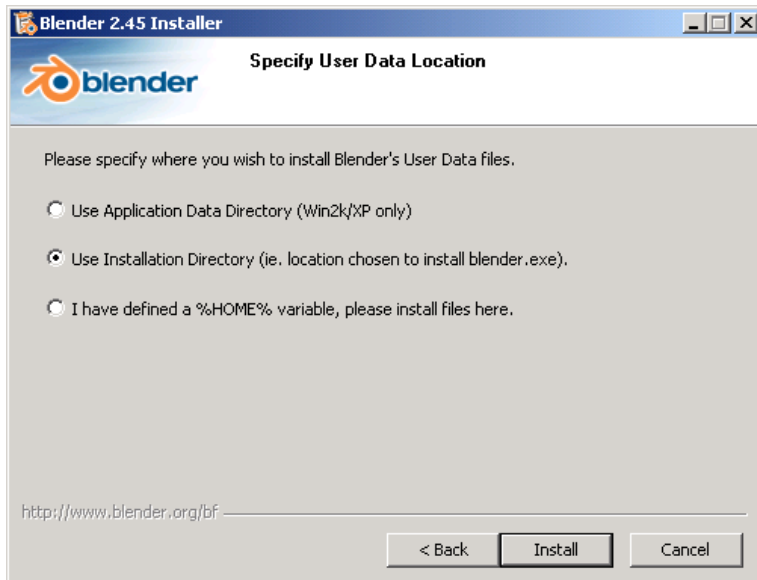 Blender 2.45 Installer
blender
Specify User Data Location
Please specify where you wish to install Blender's User Data files.
Use Application Data Directory (Win2k/XP only)
Use Installation Directory (ie. location chosen to install blender.exe).
I have defined a %HOME% variable, please install files here.
http://www.blender.org/bf
< Back Install Cancel